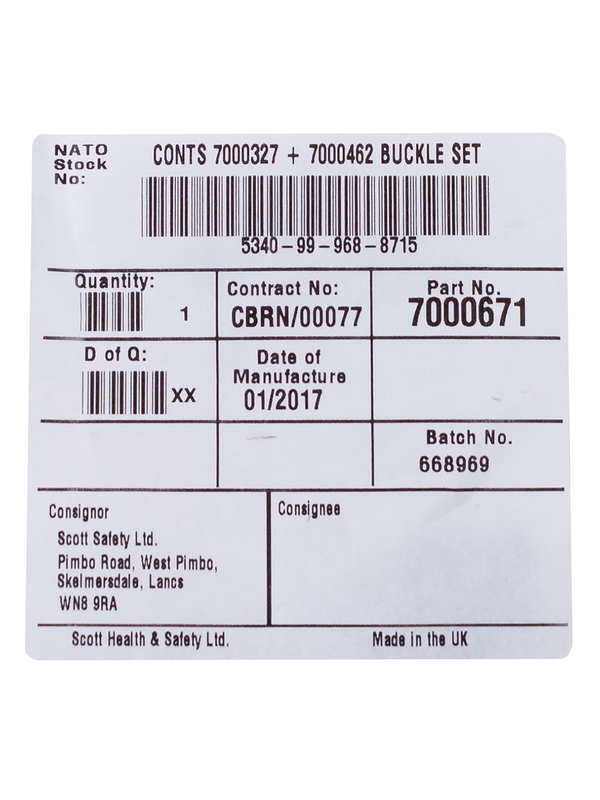 NATO
Stock
No:
CONTS 7000327 + 7000462 BUCKLE SET
5340-99-968-8715
Quantity:
1
Contract No:
CBRN/00077
Part No.
7000671
D of Q:
XX
Date of
Manufacture
01/2017
Batch No.
668969
Consignor
Scott Safety Ltd.
Pimbo Road, West Pimbo,
Skelmersdale, Lancs
WN8 9RA
Consignee
Scott Health & Safety Ltd.
Made in the UK